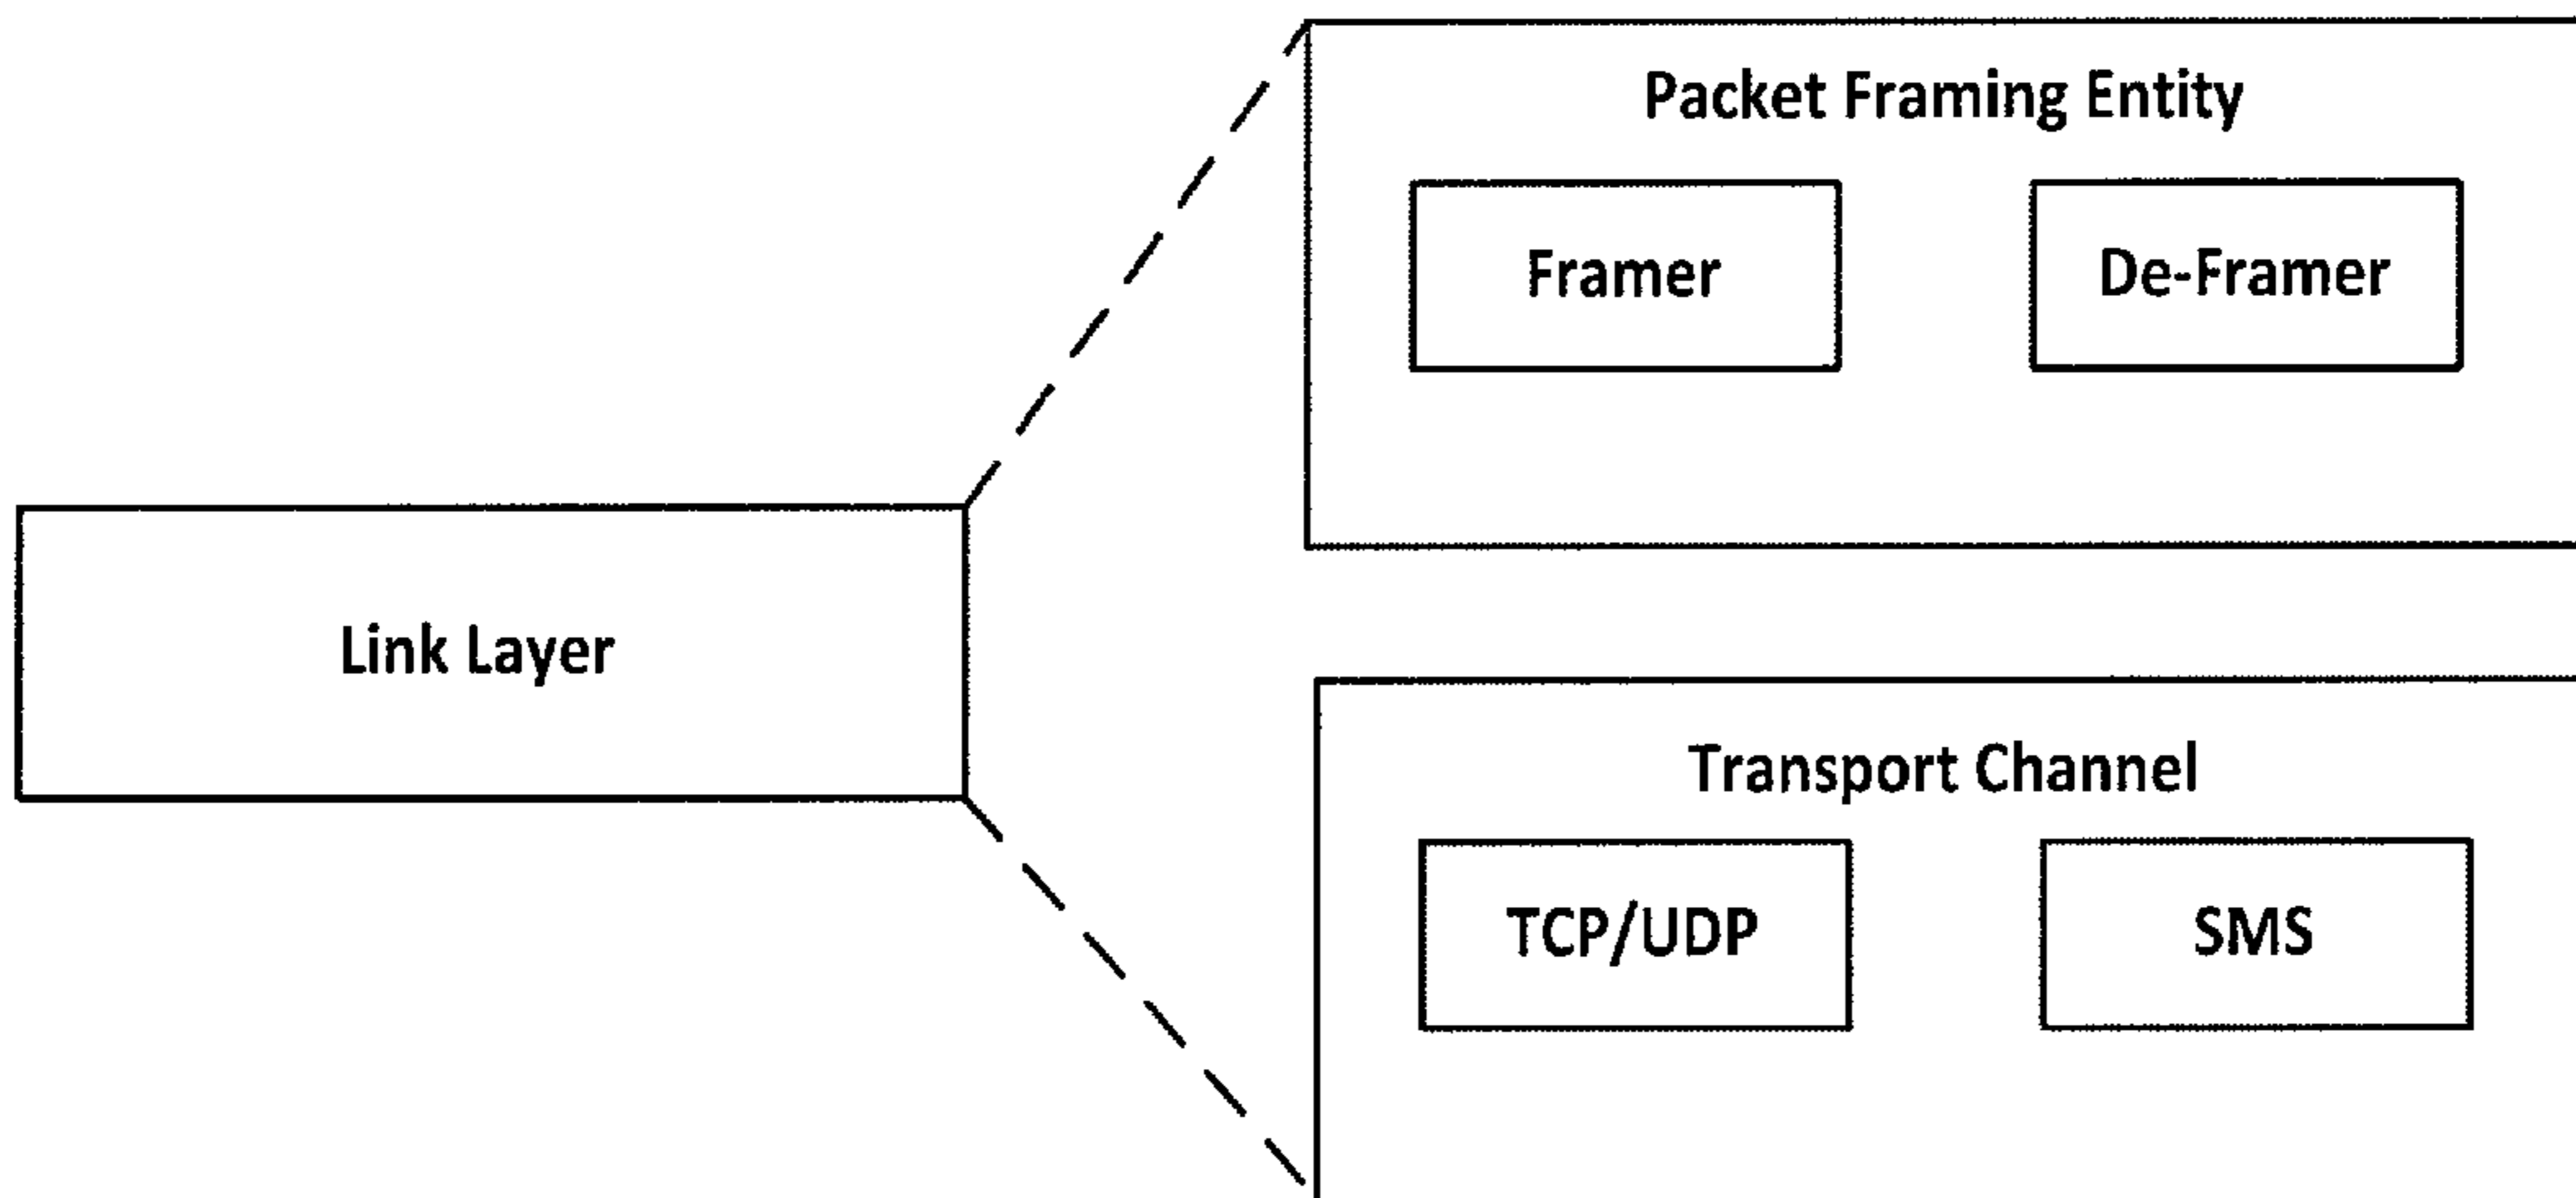 Packet Framing Entity
Framer
De-Framer
Link Layer
Transport Channel
TCP/UDP
SMS